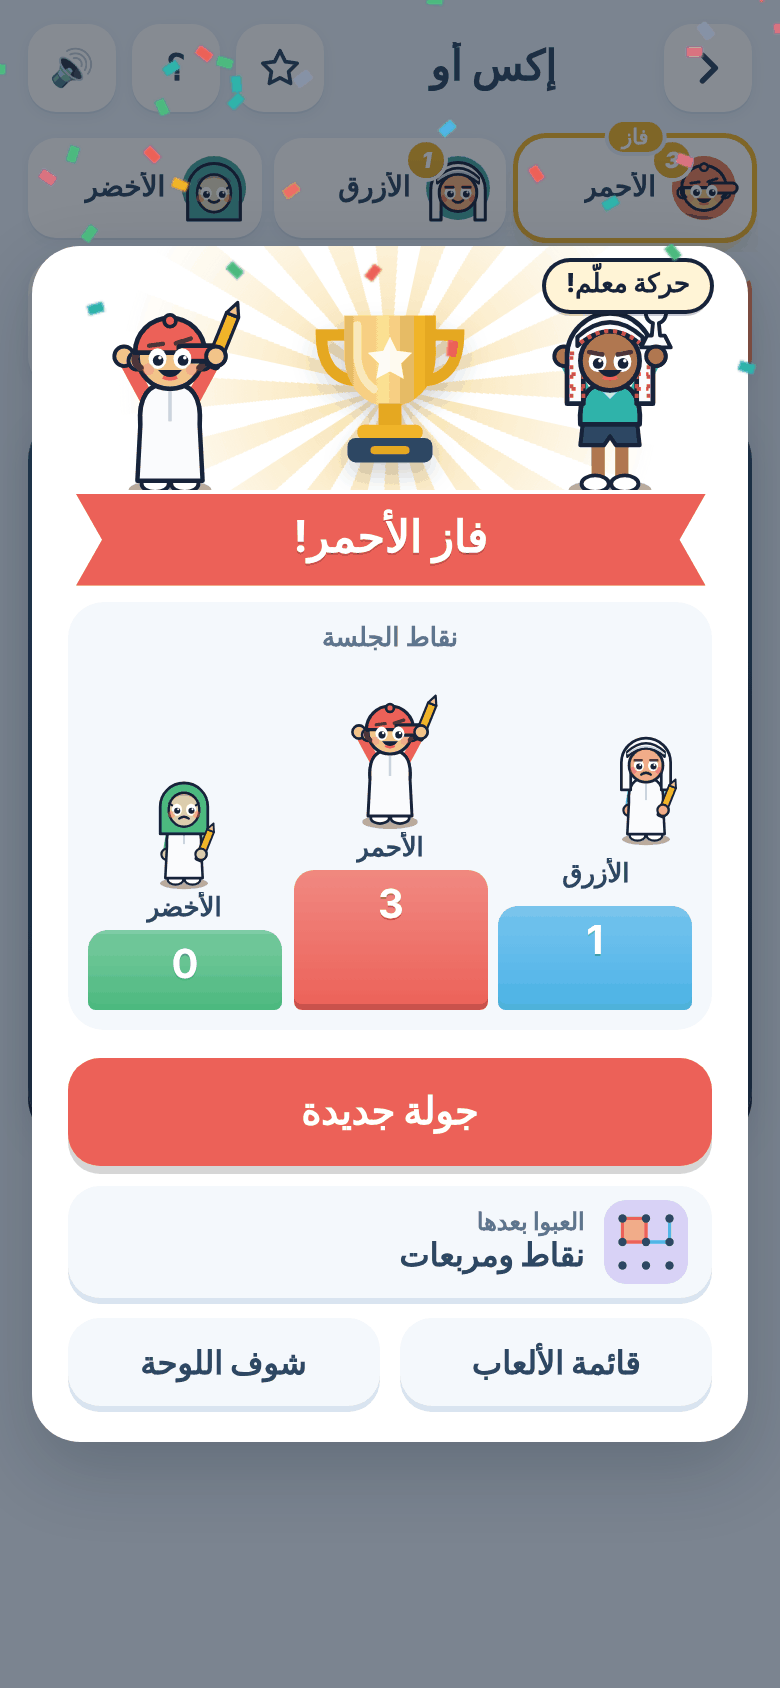 إكس أو
؟
فاز
3
الأحمر
1
الأزرق
الأخضر
حركة معلّم!
فاز الأحمر!
نقاط الجلسة
الأزرق
1
الأحمر
3
الأخضر
0
جولة جديدة
العبوا بعدها
نقاط ومربعات
قائمة الألعاب
شوف اللوحة